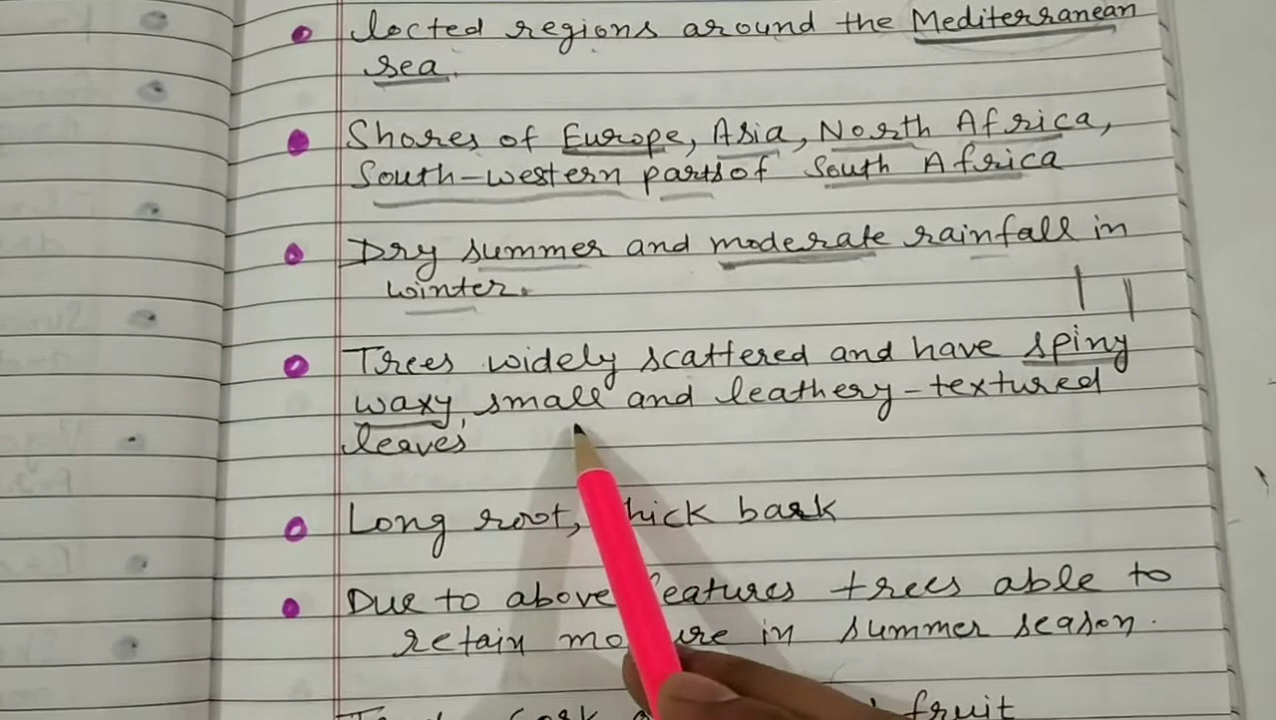 locted regions around the Mediterranean
sea.
Shores of Europe, Asia, North Africa,
South-western parts of South Africa
Dry summer and moderate rainfall in
winter.
Trees widely scattered and have spiny
waxy, small and leathery-textured
leaves
Long root, hick bark
Due to above eatures trees able to
retain mo ure in summer season.
fruit